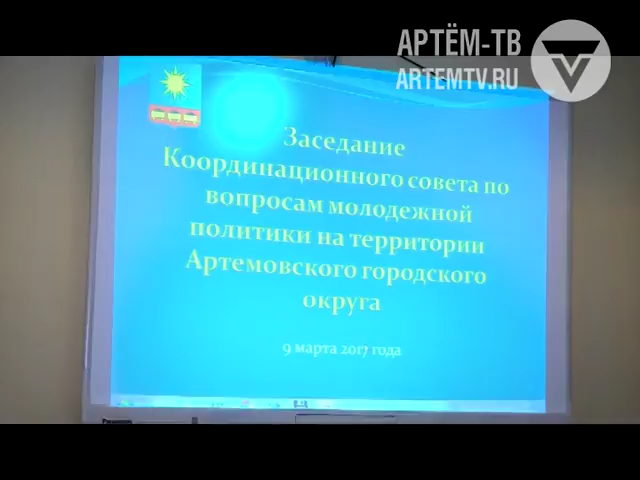 АРТЁМ-ТВ
ARTEMTV.RU
Заседание
Координационного совета по
вопросам молодежной
политики на территории
Артемовского городского
округа
9 марта 2017 года